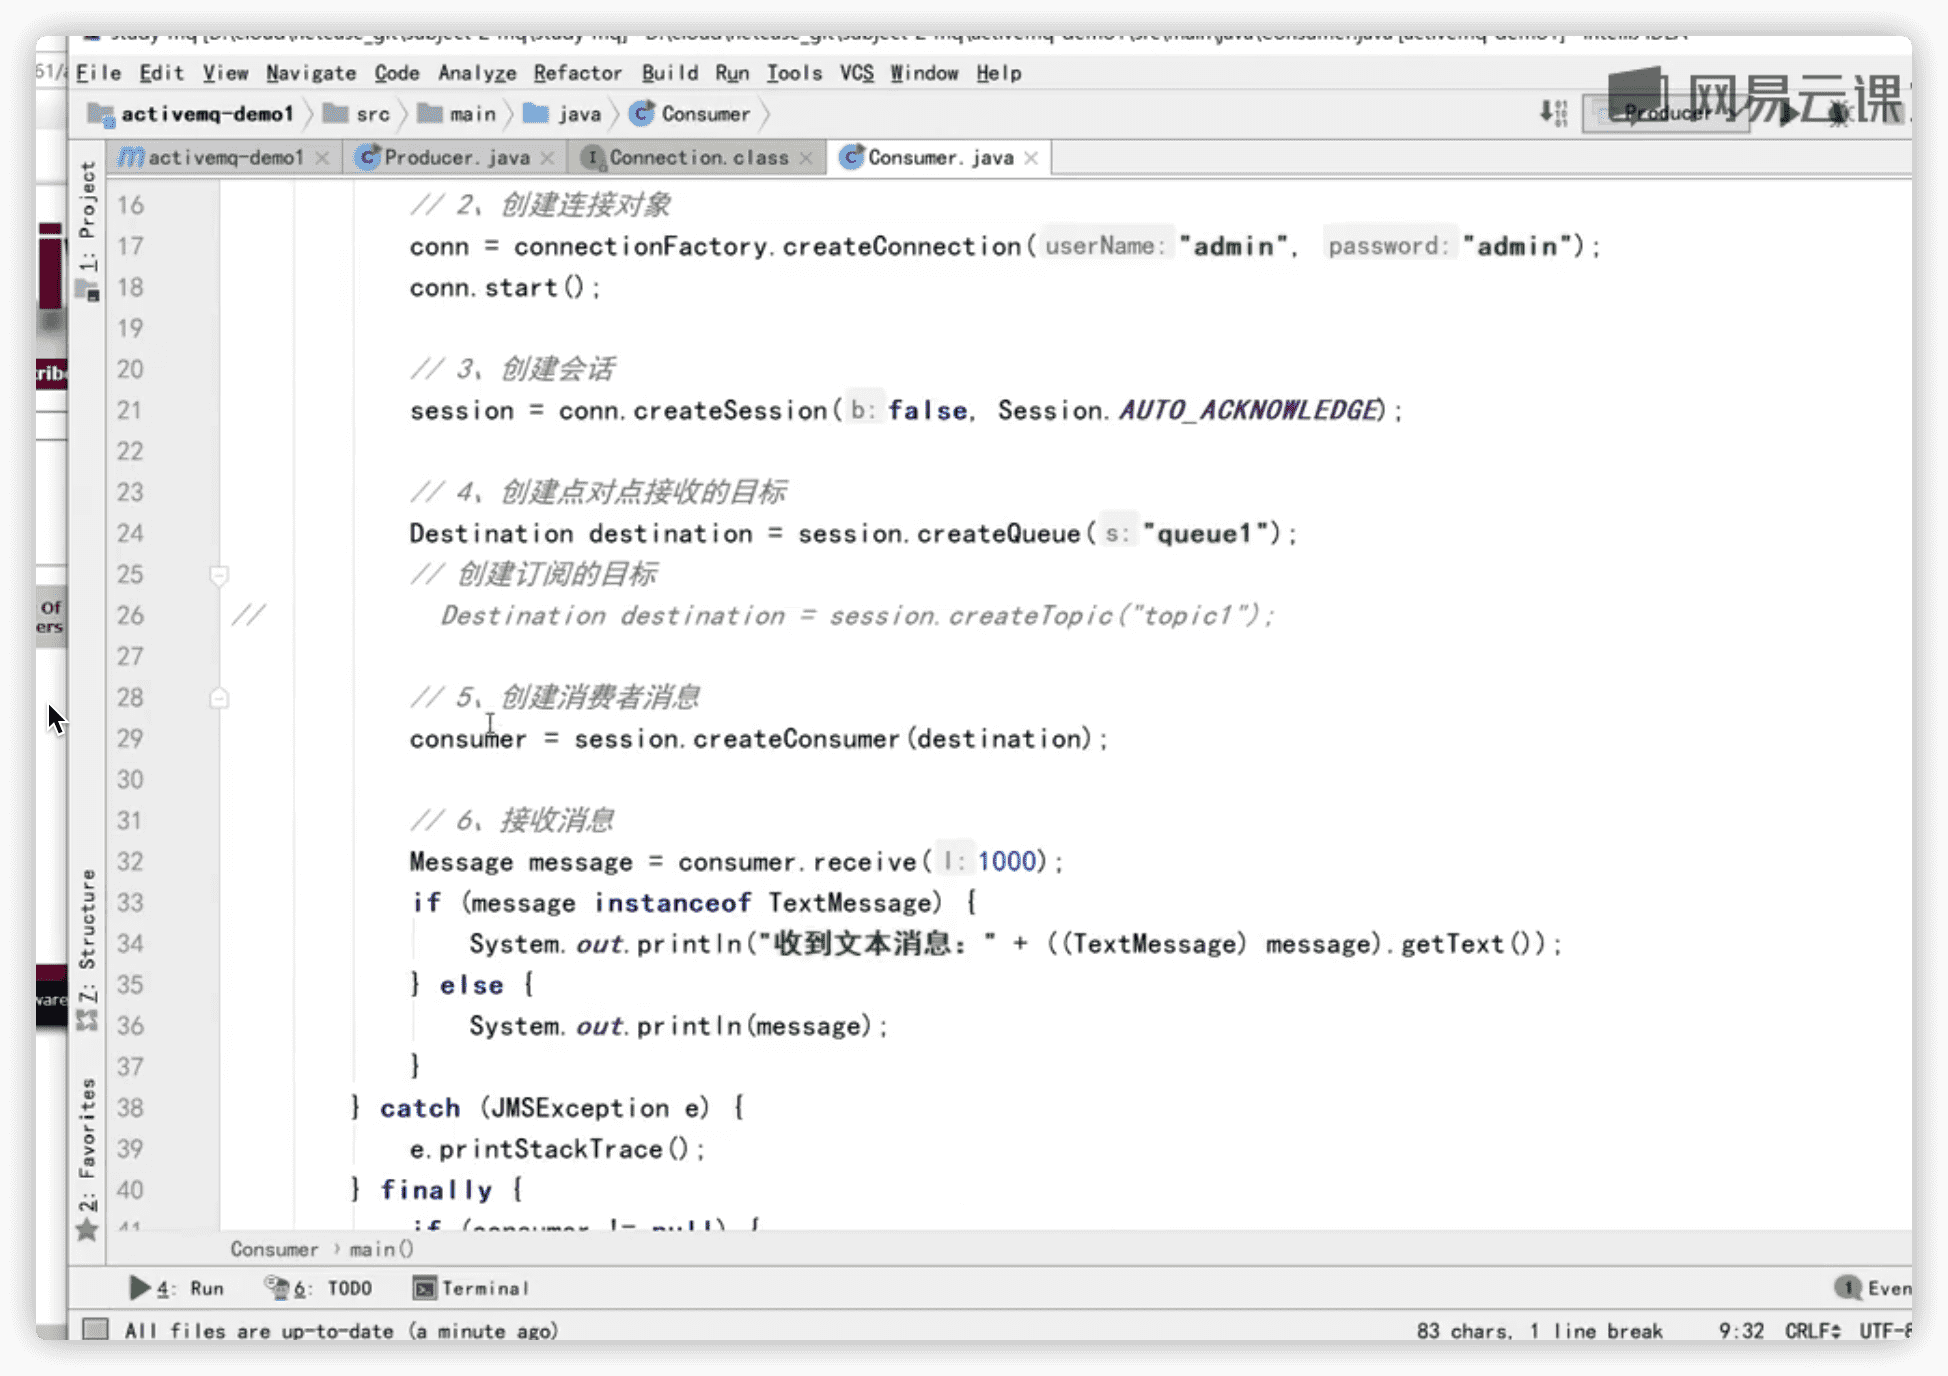 File Edit View Navigate Code Analyze Refactor Build Run Tools VCS Window Help
网易云课
activemq-demo1 src main java Consumer Producer
activemq-demo1 Producer.java Connection.class Consumer.java
1: Project
7: Structure
2: Favorites
16 // 2、创建连接对象
17 conn = connectionFactory.createConnection( userName: "admin", password: "admin");
18 conn.start();
19
20 // 3、创建会话
21 session = conn.createSession( b: false, Session.AUTO_ACKNOWLEDGE);
22
23 // 4、创建点对点接收的目标
24 Destination destination = session.createQueue( s: "queue1");
25 // 创建订阅的目标
26 // Destination destination = session.createTopic("topic1");
27
28 // 5、创建消费者消息
29 consumer = session.createConsumer(destination);
30
31 // 6、接收消息
32 Message message = consumer.receive( l: 1000);
33 if (message instanceof TextMessage) {
34 System.out.println("收到文本消息：" + ((TextMessage) message).getText());
35 } else {
36 System.out.println(message);
37 }
38 } catch (JMSException e) {
39 e.printStackTrace();
40 } finally {
41 if (consumer != null) {
Consumer › main()
4: Run 6: TODO Terminal 1 Even
All files are up-to-date (a minute ago) 83 chars, 1 line break 9:32 CRLF UTF-8